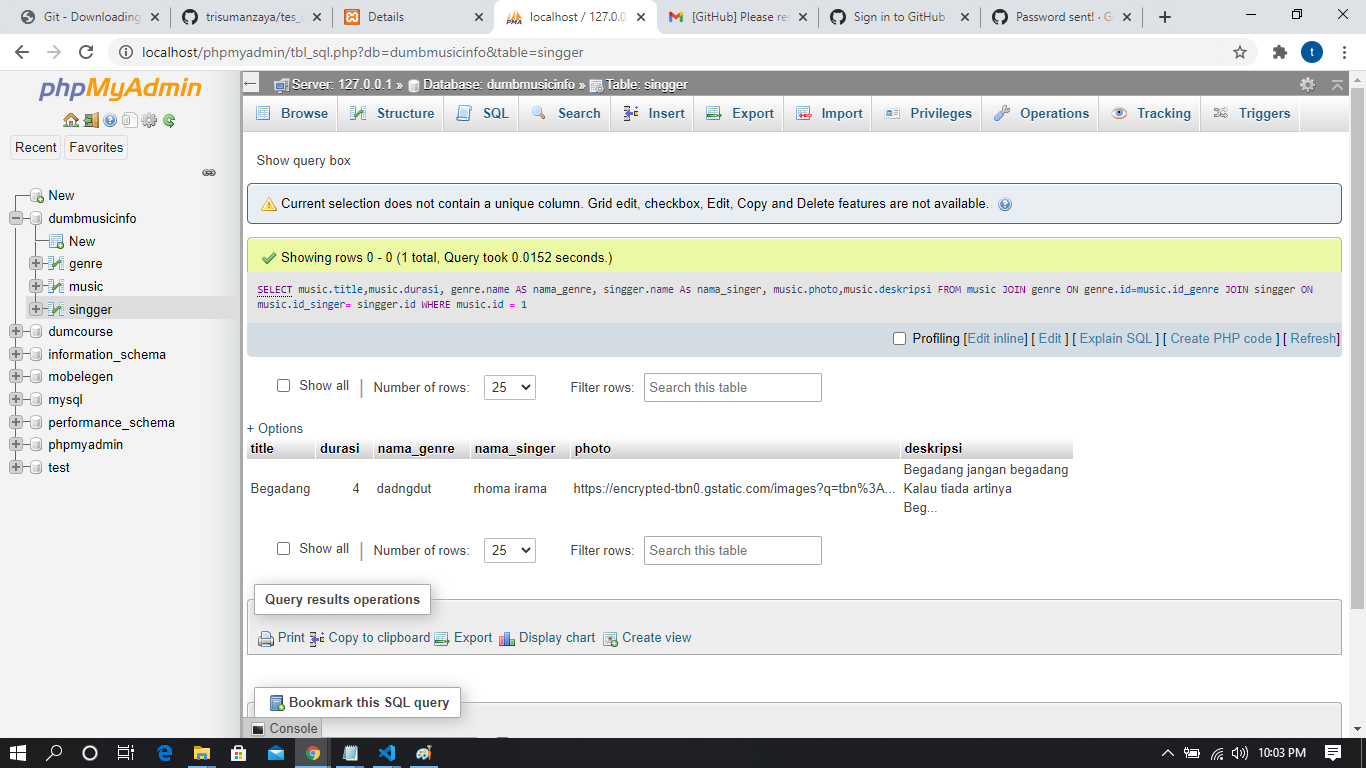 Git - Downloading
trisumanzaya/tes_
Details
localhost / 127.0.0
[GitHub] Please re
Sign in to GitHub
Password sent! · G
localhost/phpmyadmin/tbl_sql.php?db=dumbmusicinfo&table=singger
t
phpMyAdmin
Recent
Favorites
New
dumbmusicinfo
New
genre
music
singger
dumcourse
information_schema
mobelegen
mysql
performance_schema
phpmyadmin
test
Server: 127.0.0.1 » Database: dumbmusicinfo » Table: singger
Browse Structure SQL Search Insert Export Import Privileges Operations Tracking Triggers
Show query box
Current selection does not contain a unique column. Grid edit, checkbox, Edit, Copy and Delete features are not available.
Showing rows 0 - 0 (1 total, Query took 0.0152 seconds.)
SELECT music.title,music.durasi, genre.name AS nama_genre, singger.name As nama_singer, music.photo,music.deskripsi FROM music JOIN genre ON genre.id=music.id_genre JOIN singger ON
music.id_singer= singger.id WHERE music.id = 1
Profiling [Edit inline] [ Edit ] [ Explain SQL ] [ Create PHP code ] [ Refresh]
Show all | Number of rows: 25 Filter rows: Search this table
+ Options
title durasi nama_genre nama_singer photo deskripsi
Begadang 4 dadngdut rhoma irama https://encrypted-tbn0.gstatic.com/images?q=tbn%3A... Begadang jangan begadang
Kalau tiada artinya
Beg...
Show all | Number of rows: 25 Filter rows: Search this table
Query results operations
Print Copy to clipboard Export Display chart Create view
Bookmark this SQL query
Console
10:03 PM